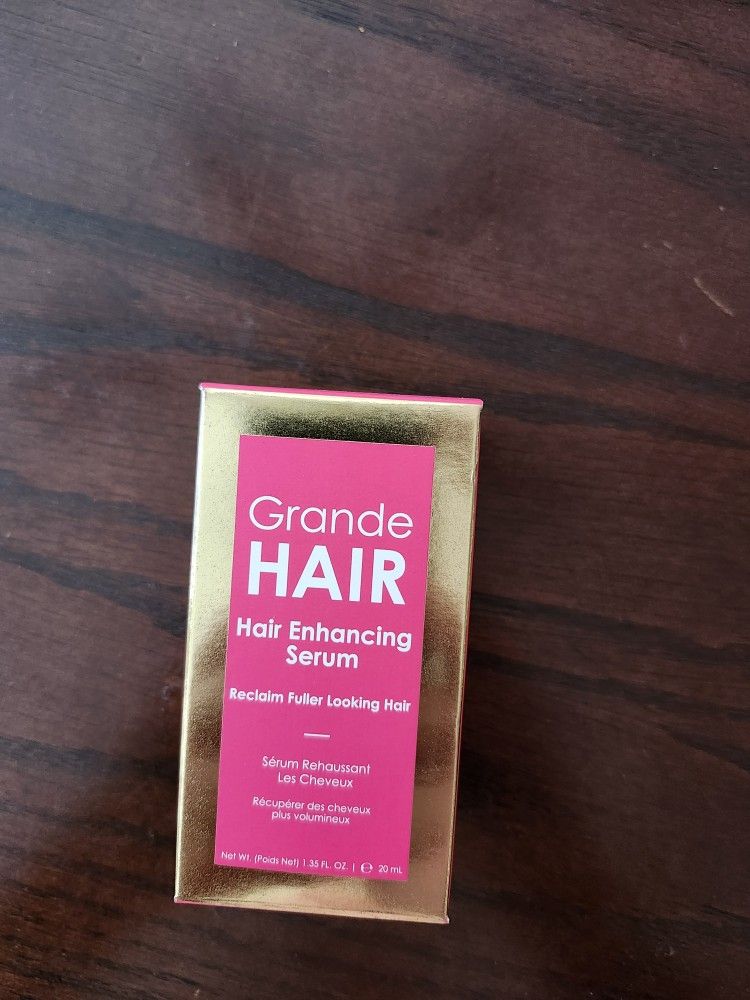 Grande
HAIR
Hair Enhancing
Serum
Reclaim Fuller Looking Hair
Sérum Rehaussant
Les Cheveux
Récupérer des cheveux
plus volumineux
Net Wt. (Poids Net) 1.35 FL. OZ. | ℮ 20 mL